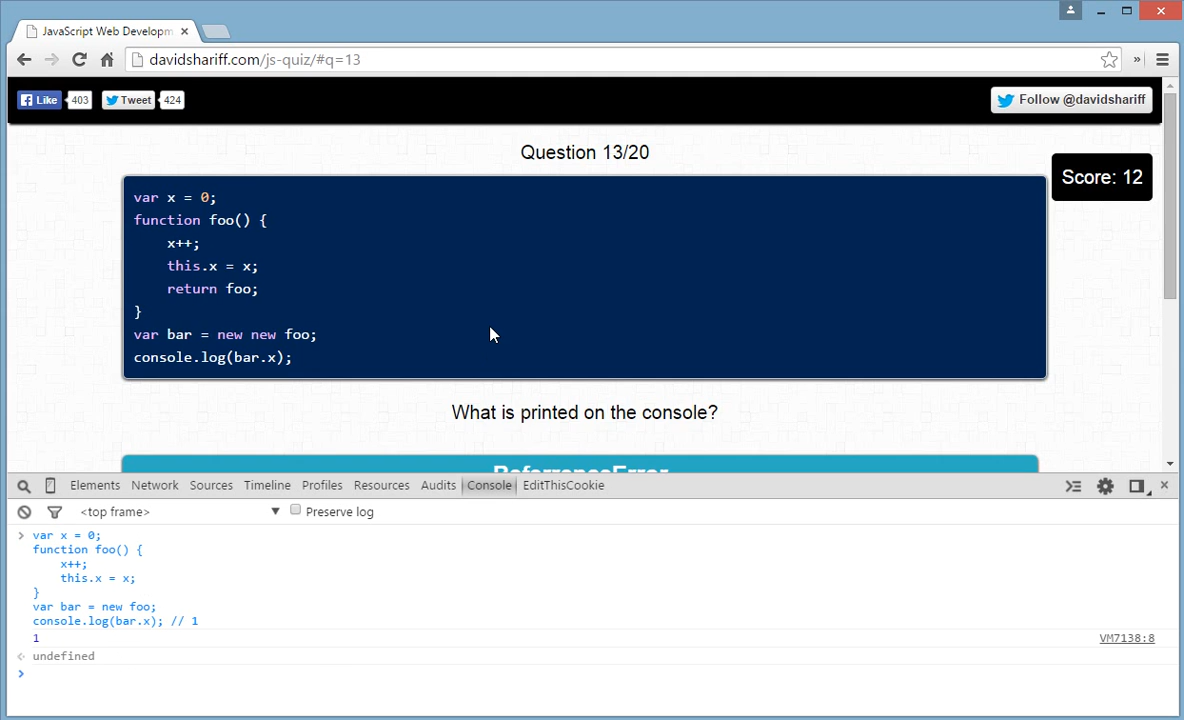 JavaScript Web Developm
davidshariff.com/js-quiz/#q=13
Like 403 Tweet 424 Follow @davidshariff
Question 13/20
Score: 12
var x = 0;
function foo() {
    x++;
    this.x = x;
    return foo;
}
var bar = new new foo;
console.log(bar.x);
What is printed on the console?
Elements Network Sources Timeline Profiles Resources Audits Console EditThisCookie
<top frame> Preserve log
var x = 0;
function foo() {
    x++;
    this.x = x;
}
var bar = new foo;
console.log(bar.x); // 1
1 VM7138:8
undefined